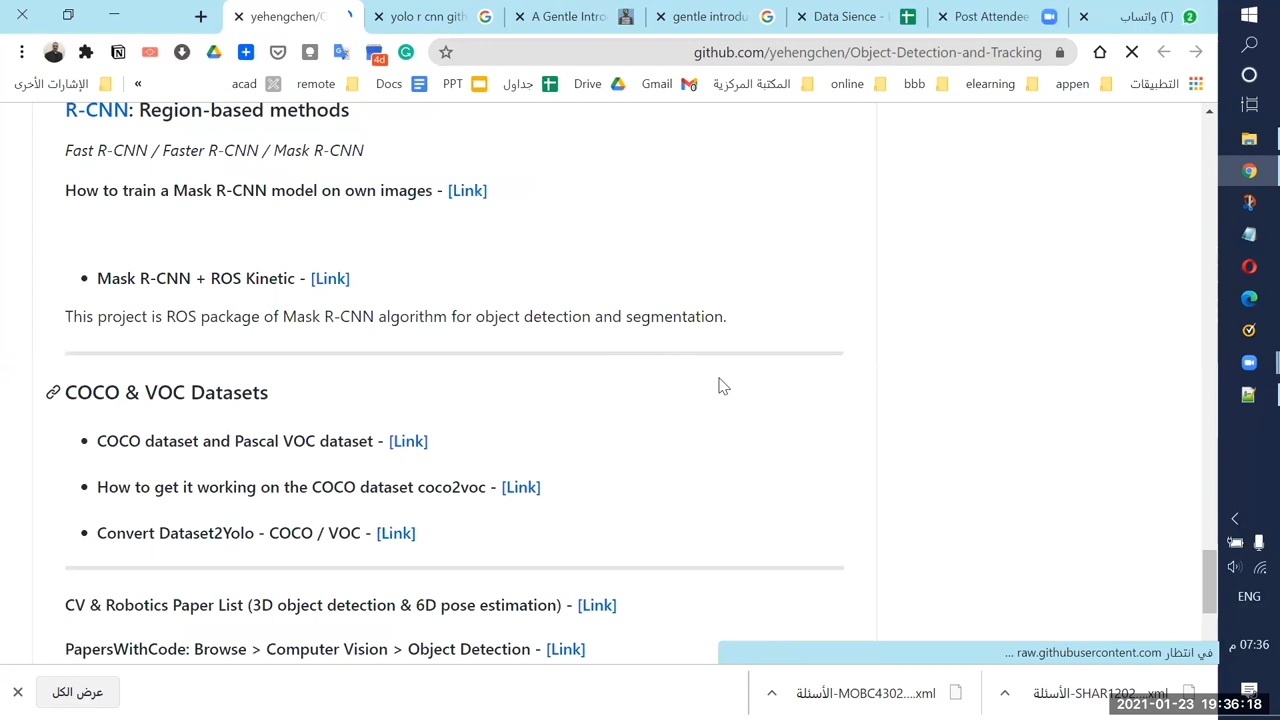 yehengchen/O
yolo r cnn gith
A Gentle Intro
gentle introdu
Data Sience -
Post Attendee
(٢) واتساب
2
4d
github.com/yehengchen/Object-Detection-and-Tracking
الإشارات الأخرى
»
acad
remote
Docs
PPT
جداول
Drive
Gmail
المكتبة المركزية
online
bbb
elearning
appen
التطبيقات
R-CNN: Region-based methods
Fast R-CNN / Faster R-CNN / Mask R-CNN
How to train a Mask R-CNN model on own images - [Link]
Mask R-CNN + ROS Kinetic - [Link]
This project is ROS package of Mask R-CNN algorithm for object detection and segmentation.
COCO & VOC Datasets
COCO dataset and Pascal VOC dataset - [Link]
How to get it working on the COCO dataset coco2voc - [Link]
Convert Dataset2Yolo - COCO / VOC - [Link]
CV & Robotics Paper List (3D object detection & 6D pose estimation) - [Link]
PapersWithCode: Browse > Computer Vision > Object Detection - [Link]
في انتظار raw.githubusercontent.com ...
ENG
07:36 م
عرض الكل
الأسئلة-MOBC4302....xml
الأسئلة-SHAR1202....xml
2021-01-23 19:36:18